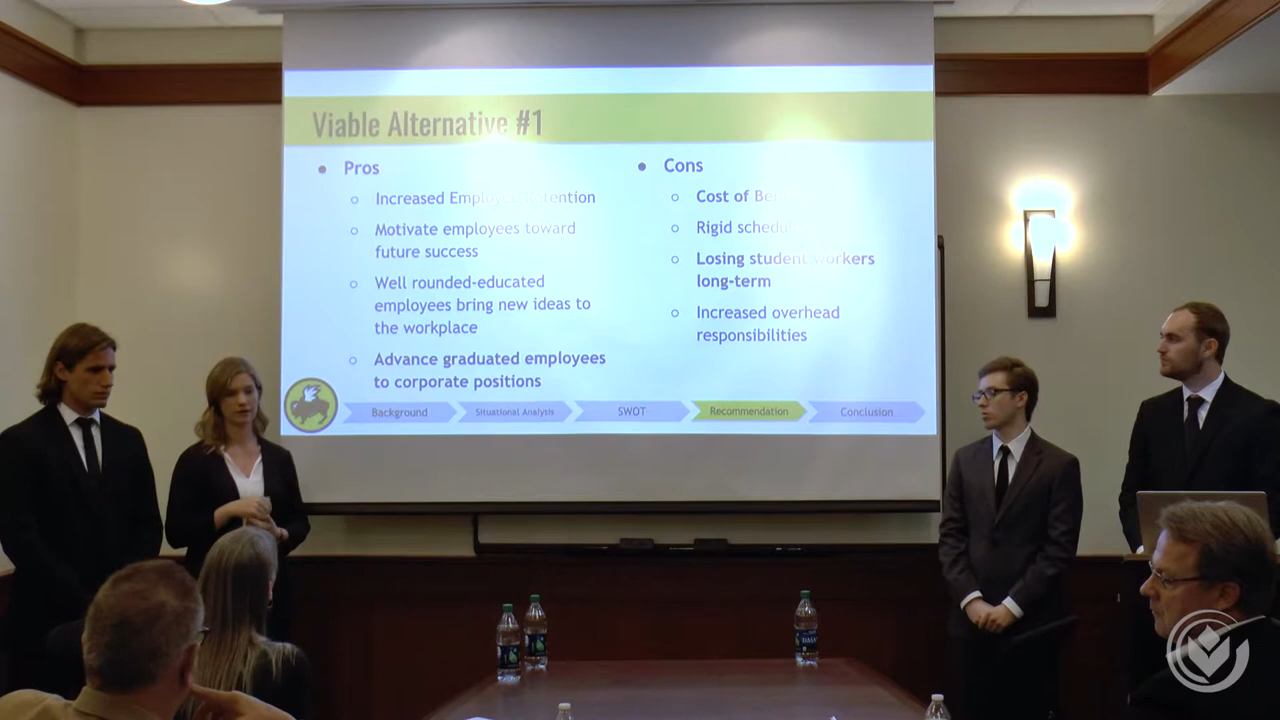 Viable Alternative #1
Pros
Increased Employee Retention
Motivate employees toward
future success
Well rounded-educated
employees bring new ideas to
the workplace
Advance graduated employees
to corporate positions
Cons
Cost of
Rigid
Losing student workers
long-term
Increased overhead
responsibilities
Background
Situational Analysis
SWOT
Recommendation
Conclusion